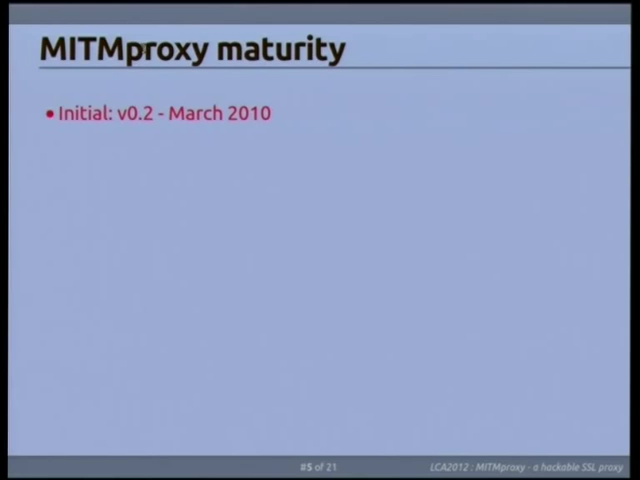 MITMproxy maturity
• Initial: v0.2 - March 2010
#5 of 21
LCA2012 : MITMproxy - a hackable SSL proxy